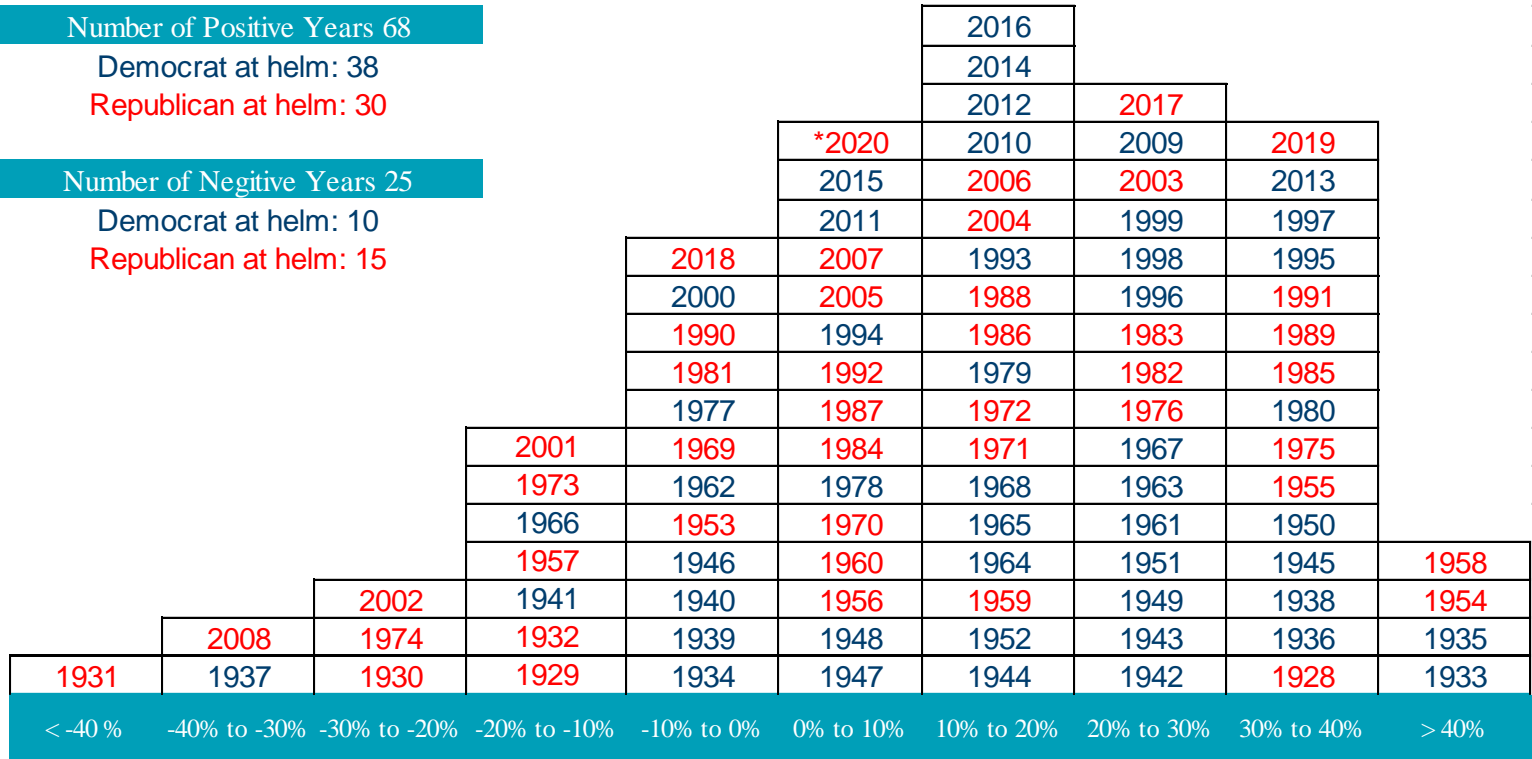 Number of Positive Years 68
Democrat at helm: 38
Republican at helm: 30
Number of Negitive Years 25
Democrat at helm: 10
Republican at helm: 15
2016
2014
2012 2017
*2020 2010 2009 2019
2015 2006 2003 2013
2011 2004 1999 1997
2018 2007 1993 1998 1995
2000 2005 1988 1996 1991
1990 1994 1986 1983 1989
1981 1992 1979 1982 1985
1977 1987 1972 1976 1980
2001 1969 1984 1971 1967 1975
1973 1962 1978 1968 1963 1955
1966 1953 1970 1965 1961 1950
1957 1946 1960 1964 1951 1945 1958
2002 1941 1940 1956 1959 1949 1938 1954
2008 1974 1932 1939 1948 1952 1943 1936 1935
1931 1937 1930 1929 1934 1947 1944 1942 1928 1933
< -40 % -40% to -30% -30% to -20% -20% to -10% -10% to 0% 0% to 10% 10% to 20% 20% to 30% 30% to 40% > 40%